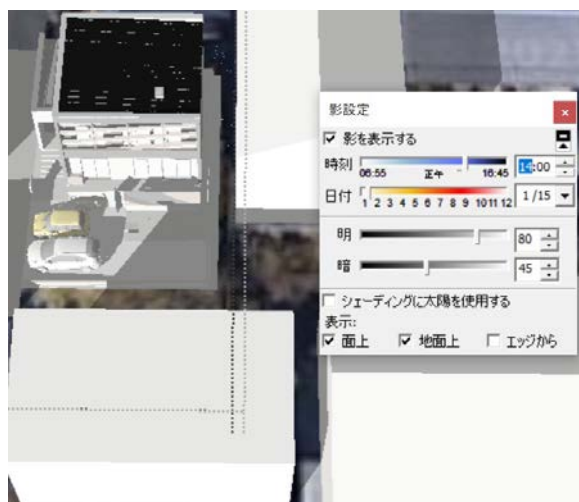 影設定
影を表示する
時刻 06:55 正午 16:45 14:00
日付 1 2 3 4 5 6 7 8 9 10 11 12 1/15
明 80
暗 45
シェーディングに太陽を使用する
表示:
面上 地面上 エッジから